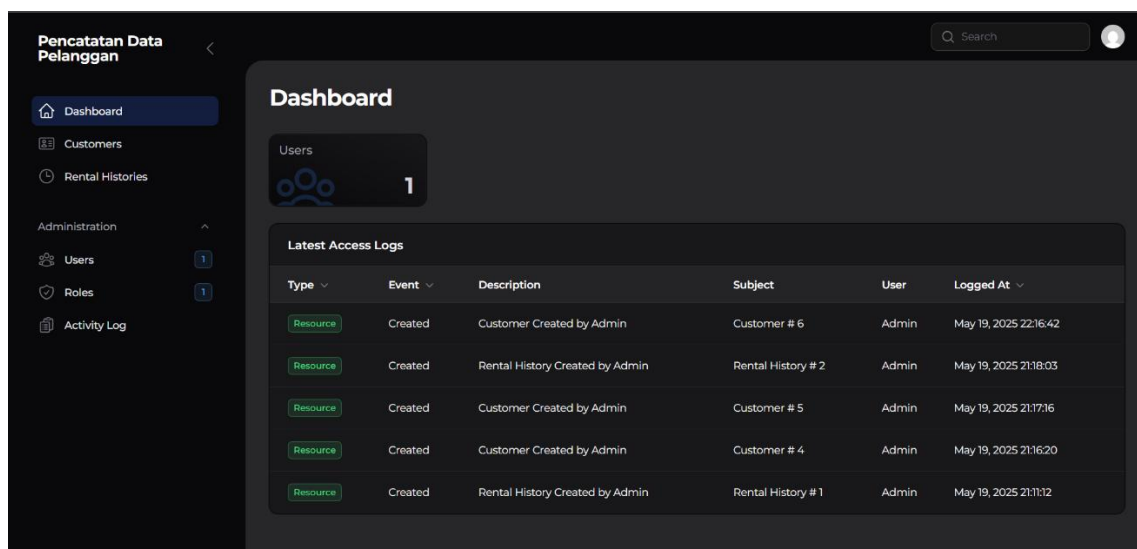 Pencatatan Data
Pelanggan
Search
Dashboard
Customers
Rental Histories
Administration
Users 1
Roles 1
Activity Log
Dashboard
Users
1
Latest Access Logs
Type Event Description Subject User Logged At
Resource Created Customer Created by Admin Customer # 6 Admin May 19, 2025 22:16:42
Resource Created Rental History Created by Admin Rental History # 2 Admin May 19, 2025 21:18:03
Resource Created Customer Created by Admin Customer # 5 Admin May 19, 2025 21:17:16
Resource Created Customer Created by Admin Customer # 4 Admin May 19, 2025 21:16:20
Resource Created Rental History Created by Admin Rental History # 1 Admin May 19, 2025 21:11:12